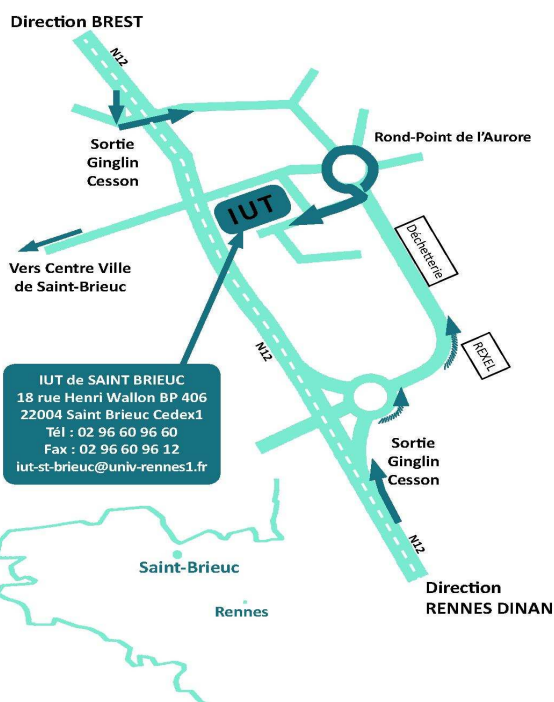 Direction BREST
N12
Sortie
Ginglin
Cesson
Rond-Point de l'Aurore
IUT
Déchetterie
Vers Centre Ville
de Saint-Brieuc
N12
REXEL
IUT de SAINT BRIEUC
18 rue Henri Wallon BP 406
22004 Saint Brieuc Cedex1
Tél : 02 96 60 96 60
Fax : 02 96 60 96 12
iut-st-brieuc@univ-rennes1.fr
Sortie
Ginglin
Cesson
N12
Saint-Brieuc
Rennes
Direction
RENNES DINAN